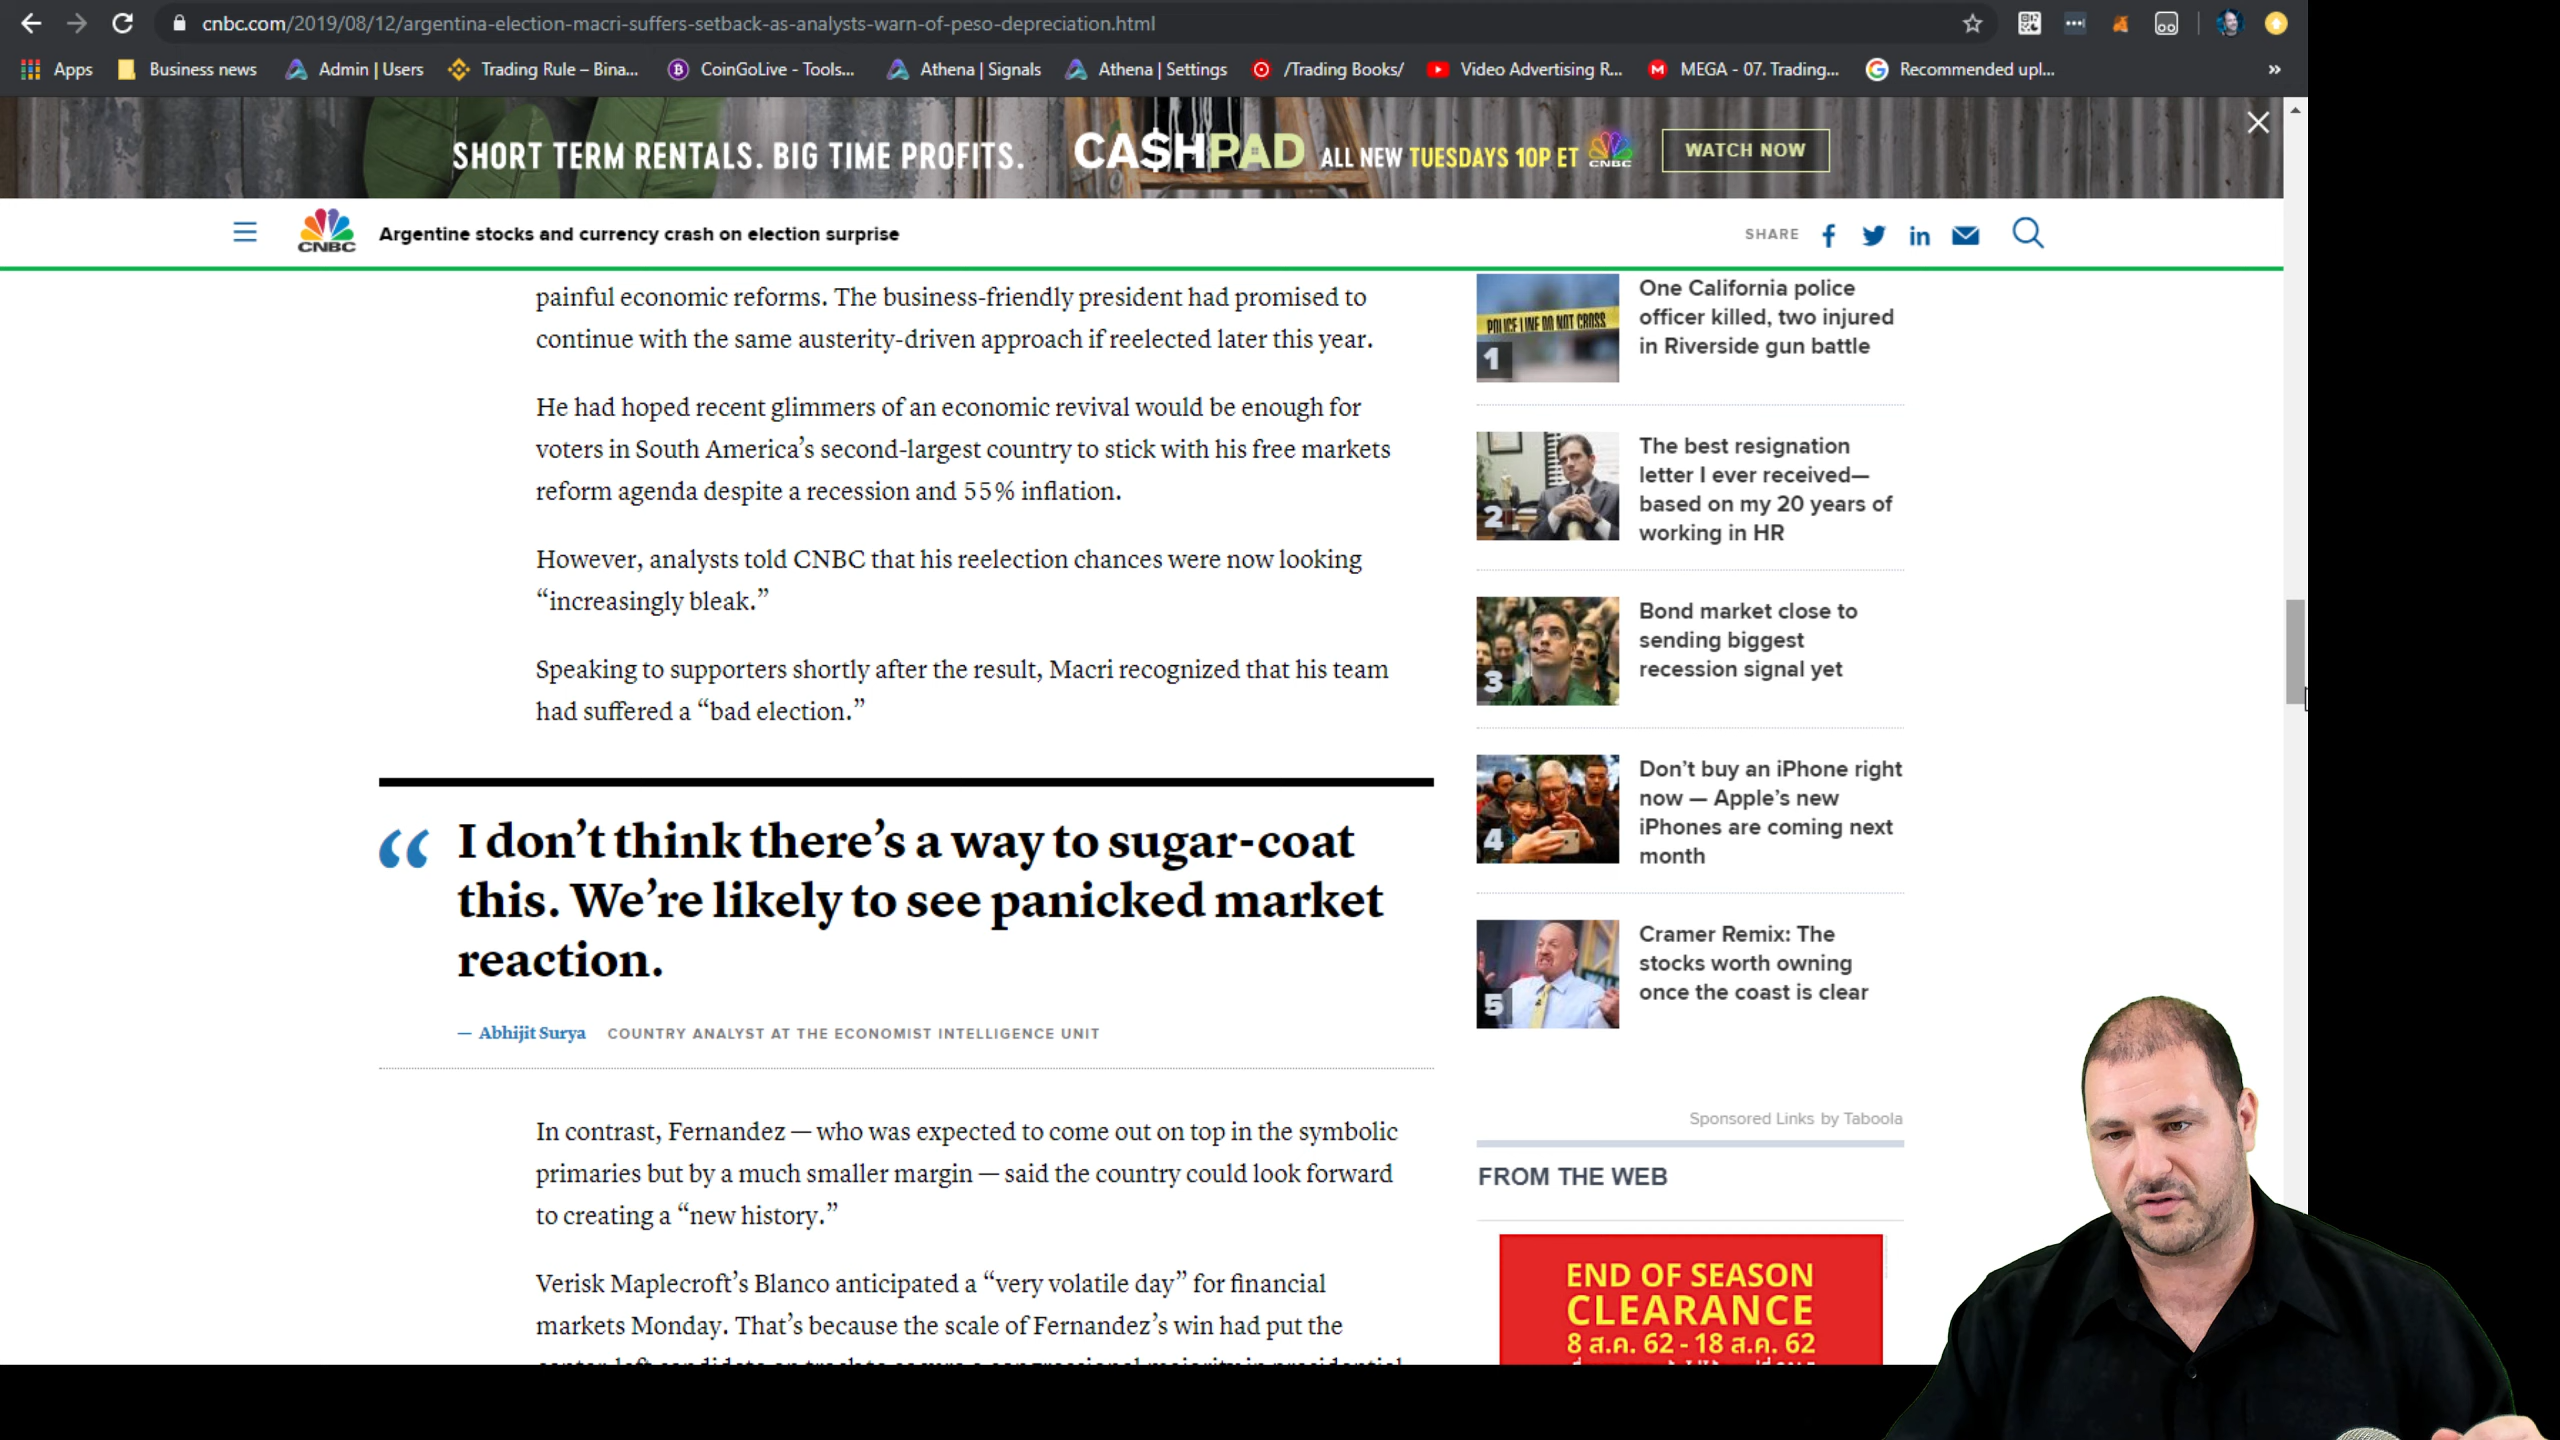 cnbc.com/2019/08/12/argentina-election-macri-suffers-setback-as-analysts-warn-of-peso-depreciation.html
Apps
Business news
Admin | Users
Trading Rule – Bina...
CoinGoLive - Tools...
Athena | Signals
Athena | Settings
/Trading Books/
Video Advertising R...
MEGA - 07. Trading...
Recommended upl...
»
SHORT TERM RENTALS. BIG TIME PROFITS.
CA$HPAD
ALL NEW TUESDAYS 10P ET
CNBC
WATCH NOW
CNBC
Argentine stocks and currency crash on election surprise
SHARE
painful economic reforms. The business-friendly president had promised to
continue with the same austerity-driven approach if reelected later this year.
He had hoped recent glimmers of an economic revival would be enough for
voters in South America’s second-largest country to stick with his free markets
reform agenda despite a recession and 55% inflation.
However, analysts told CNBC that his reelection chances were now looking
“increasingly bleak.”
Speaking to supporters shortly after the result, Macri recognized that his team
had suffered a “bad election.”
“ I don’t think there’s a way to sugar-coat
this. We’re likely to see panicked market
reaction.
— Abhijit Surya COUNTRY ANALYST AT THE ECONOMIST INTELLIGENCE UNIT
In contrast, Fernandez — who was expected to come out on top in the symbolic
primaries but by a much smaller margin — said the country could look forward
to creating a “new history.”
Verisk Maplecroft’s Blanco anticipated a “very volatile day” for financial
markets Monday. That’s because the scale of Fernandez’s win had put the
POLICE LINE DO NOT CROSS
1
One California police
officer killed, two injured
in Riverside gun battle
2
The best resignation
letter I ever received—
based on my 20 years of
working in HR
3
Bond market close to
sending biggest
recession signal yet
4
Don’t buy an iPhone right
now — Apple’s new
iPhones are coming next
month
5
Cramer Remix: The
stocks worth owning
once the coast is clear
Sponsored Links by Taboola
FROM THE WEB
END OF SEASON
CLEARANCE
8 ส.ค. 62 - 18 ส.ค. 62